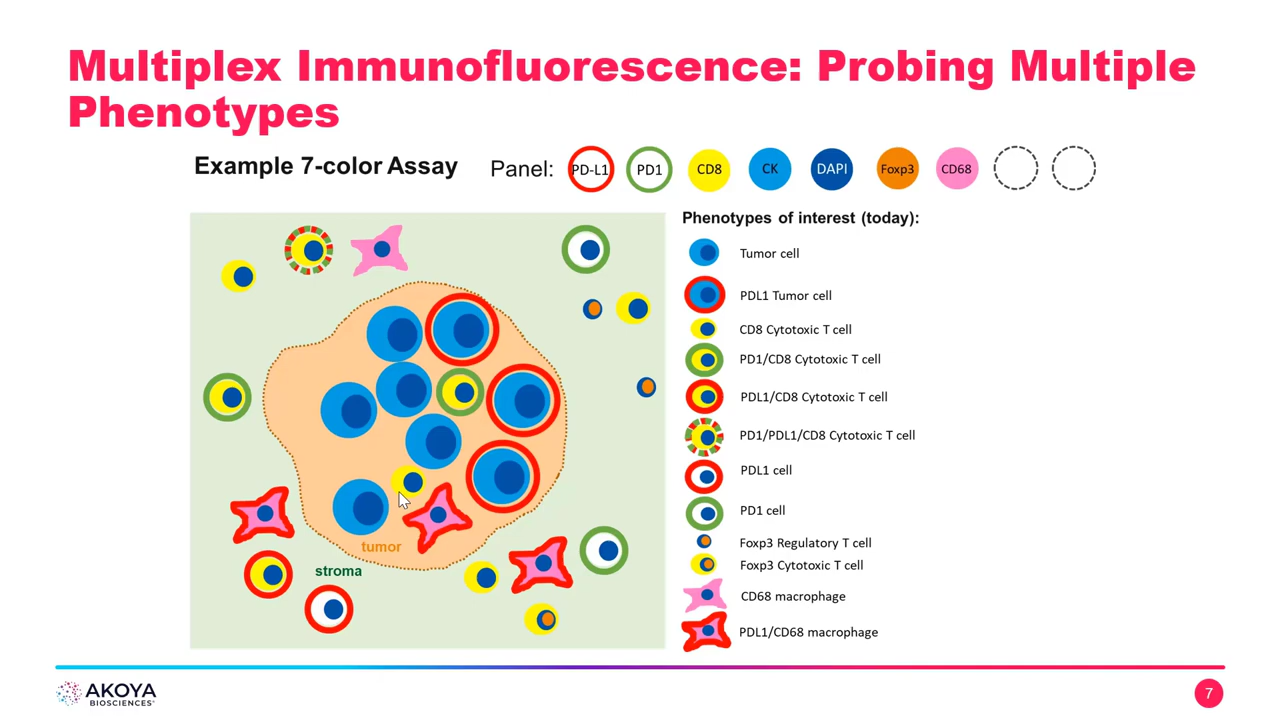 Multiplex Immunofluorescence: Probing Multiple
Phenotypes
Example 7-color Assay
Panel:
PD-L1
PD1
CD8
CK
DAPI
Foxp3
CD68
Phenotypes of interest (today):
Tumor cell
PDL1 Tumor cell
CD8 Cytotoxic T cell
PD1/CD8 Cytotoxic T cell
PDL1/CD8 Cytotoxic T cell
PD1/PDL1/CD8 Cytotoxic T cell
PDL1 cell
PD1 cell
Foxp3 Regulatory T cell
Foxp3 Cytotoxic T cell
CD68 macrophage
PDL1/CD68 macrophage
tumor
stroma
AKOYA
BIOSCIENCES
7